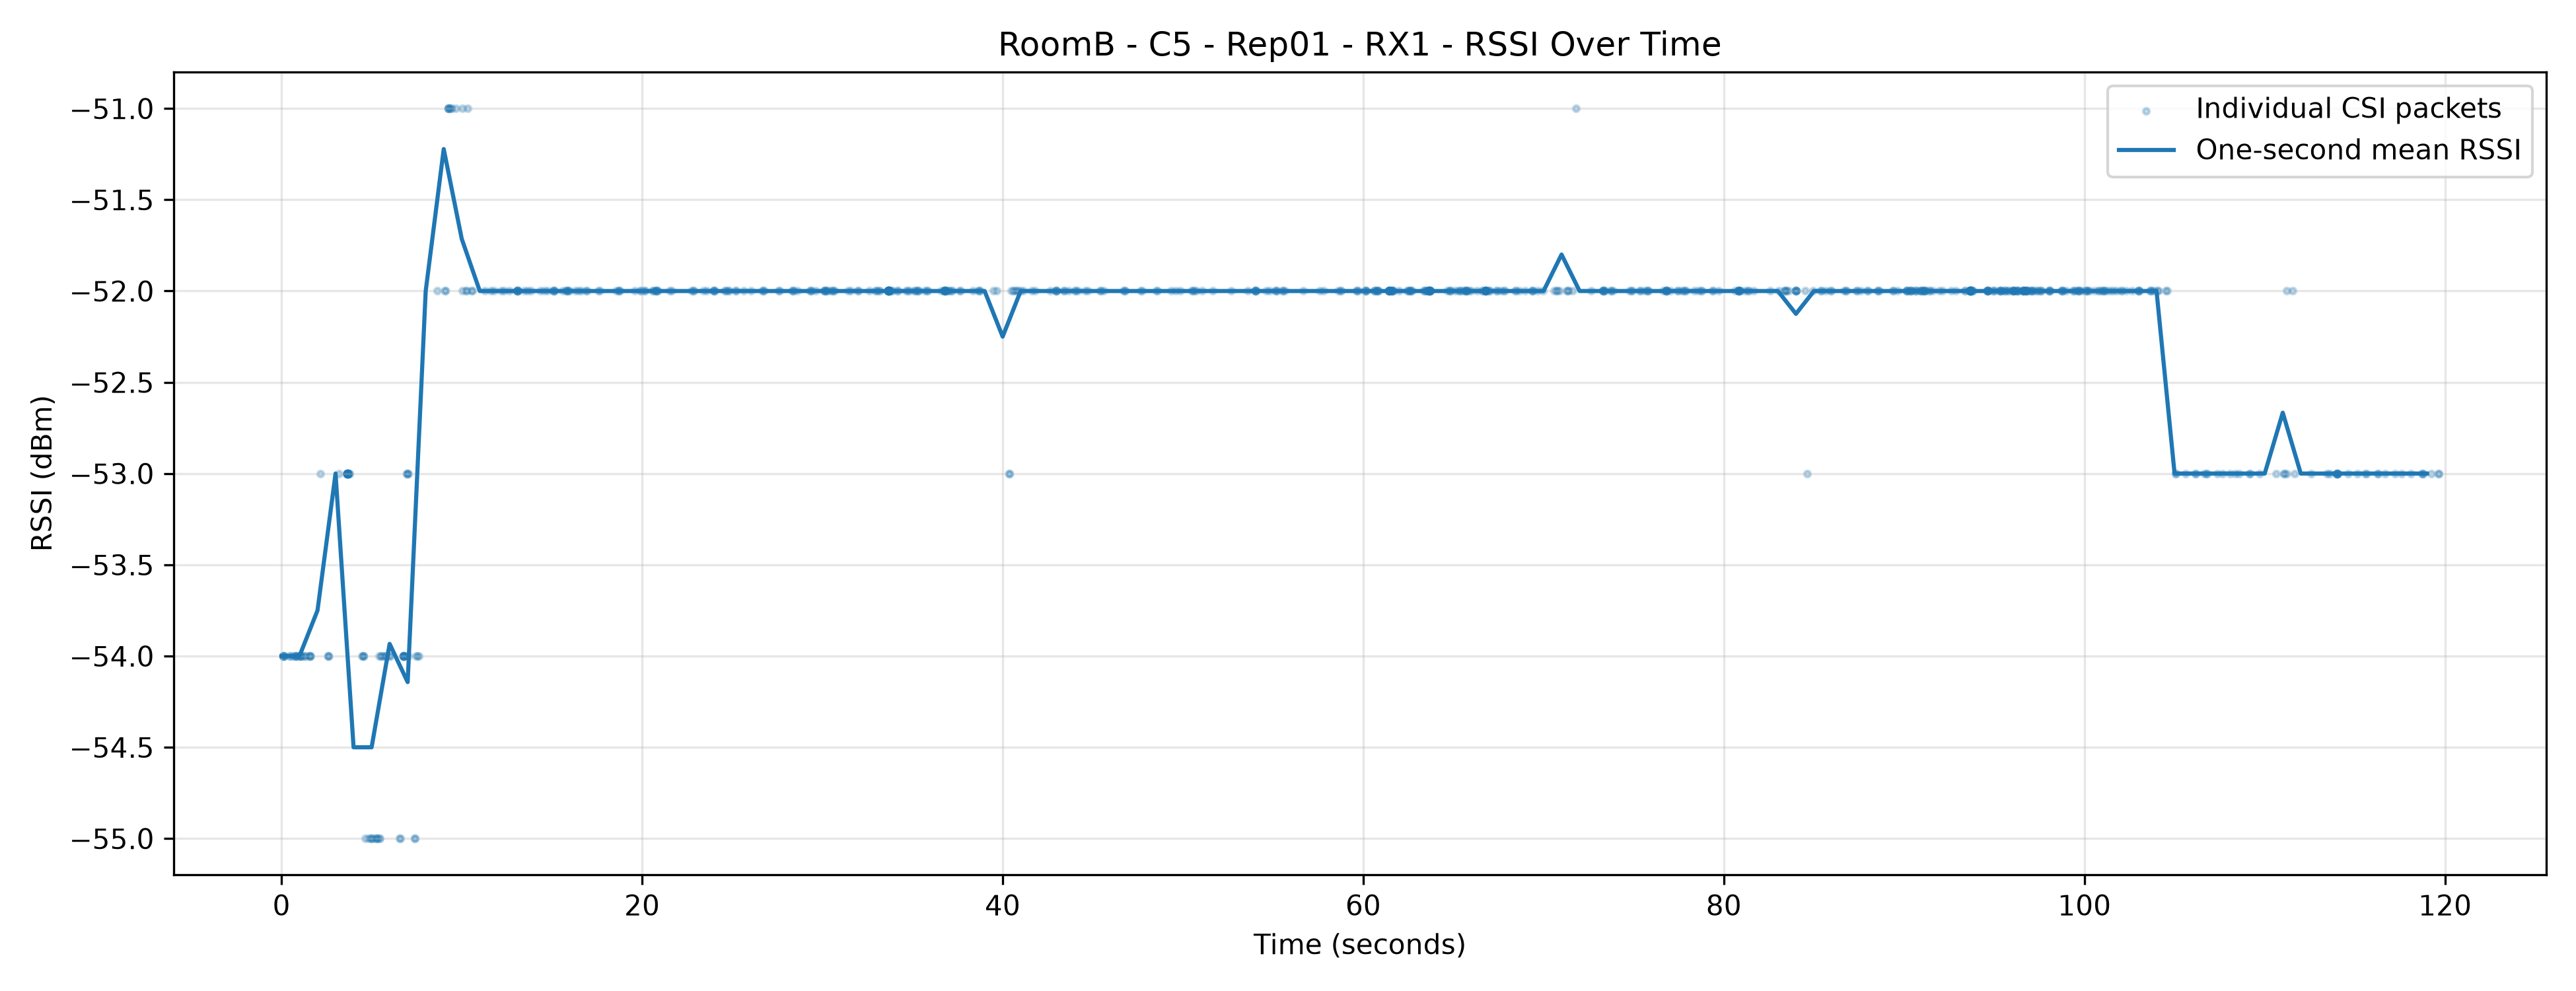 RoomB - C5 - Rep01 - RX1 - RSSI Over Time
Individual CSI packets
One-second mean RSSI
RSSI (dBm)
−51.0
−51.5
−52.0
−52.5
−53.0
−53.5
−54.0
−54.5
−55.0
0 20 40 60 80 100 120
Time (seconds)